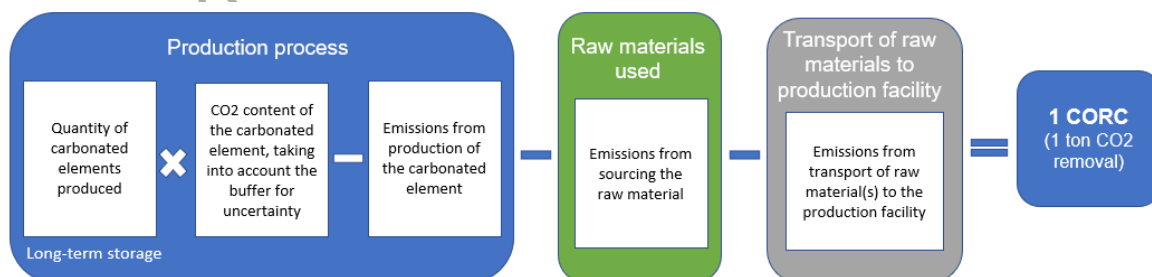 Production process
Quantity of
carbonated
elements
produced
CO2 content of
the carbonated
element, taking
into account the
buffer for
uncertainty
Emissions from
production of
the carbonated
element
Long-term storage
Raw materials
used
Emissions from
sourcing the
raw material
Transport of raw
materials to
production facility
Emissions from
transport of raw
material(s) to the
production facility
1 CORC
(1 ton CO2
removal)